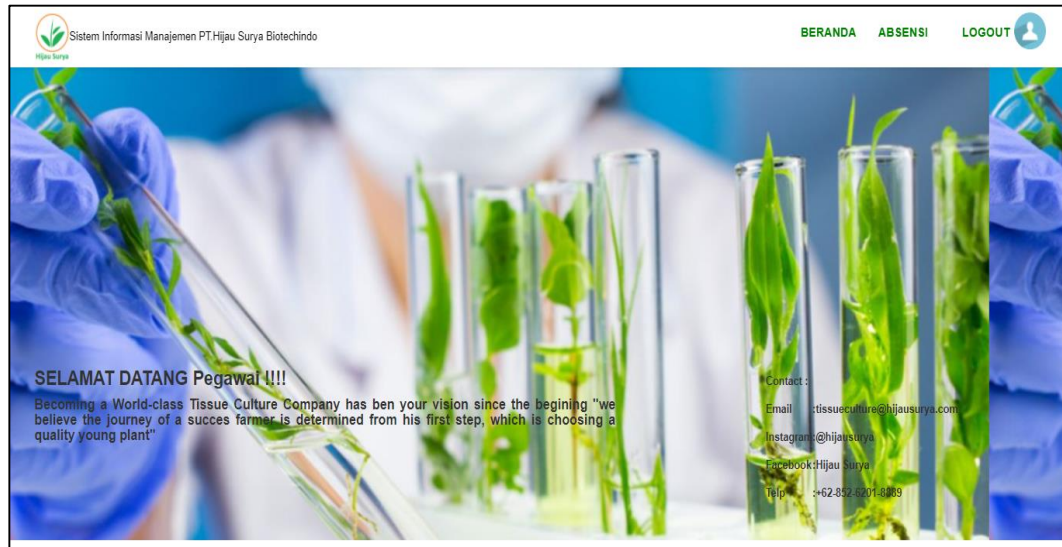 Hijau Surya
Sistem Informasi Manajemen PT.Hijau Surya Biotechindo
BERANDA ABSENSI LOGOUT
SELAMAT DATANG Pegawai !!!!
Becoming a World-class Tissue Culture Company has ben your vision since the begining "we
believe the journey of a succes farmer is determined from his first step, which is choosing a
quality young plant"
Contact :
Email :tissueculture@hijausurya.com
Instagram:@hijausurya
Facebook:Hijau Surya
Telp :+62-852-6201-8889